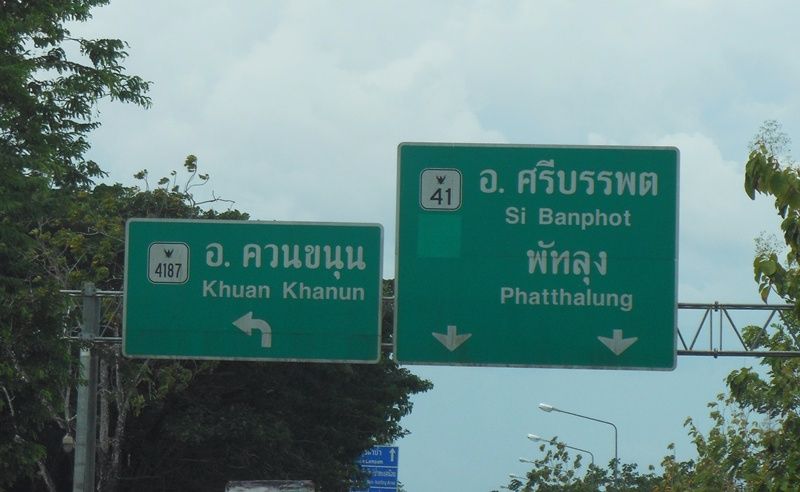 4187
อ. ควนขนุน
Khuan Khanun
41
อ. ศรีบรรพต
Si Banphot
พัทลุง
Phatthalung